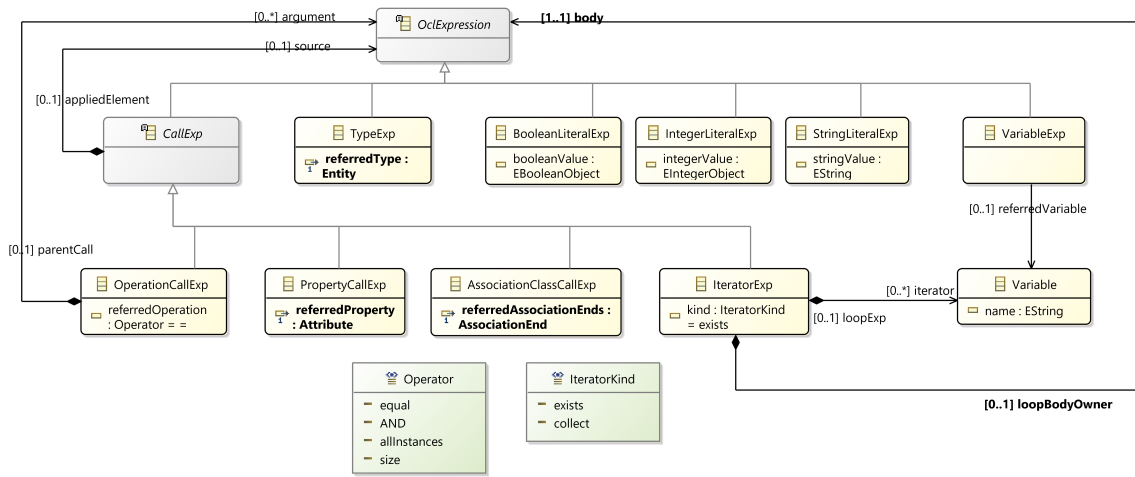 [0..*] argument
OclExpression
[1..1] body
[0..1] source
[0..1] appliedElement
CallExp
TypeExp
referredType :
Entity
BooleanLiteralExp
booleanValue :
EBooleanObject
IntegerLiteralExp
integerValue :
EIntegerObject
StringLiteralExp
stringValue :
EString
VariableExp
[0..1] referredVariable
[0..1] parentCall
OperationCallExp
referredOperation
: Operator = =
PropertyCallExp
referredProperty
: Attribute
AssociationClassCallExp
referredAssociationEnds :
AssociationEnd
IteratorExp
kind : IteratorKind
= exists
[0..*] iterator
[0..1] loopExp
Variable
name : EString
Operator
equal
AND
allInstances
size
IteratorKind
exists
collect
[0..1] loopBodyOwner